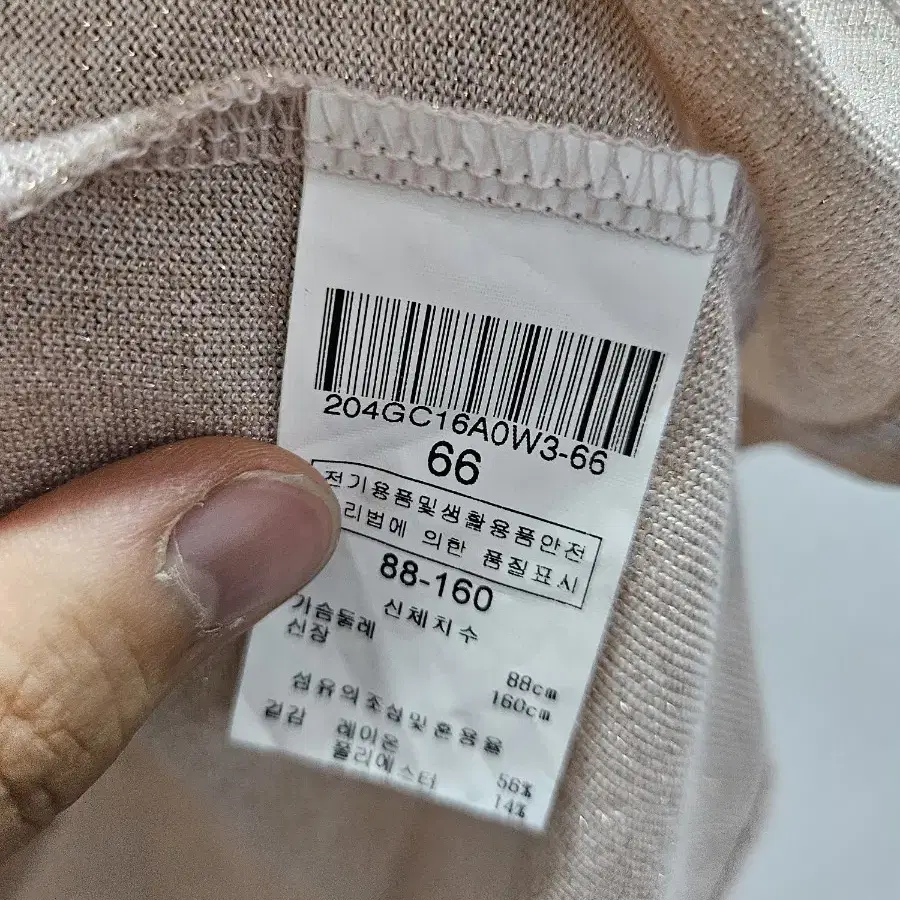 204GC16A0W3-66
66
전기용품및생활용품안전
리법에 의한 품질표시
88-160
신체치수
가슴둘레 88cm
신장 160cm
섬유의조성및혼용율
겉감 레이온 56%
폴리에스터 14%